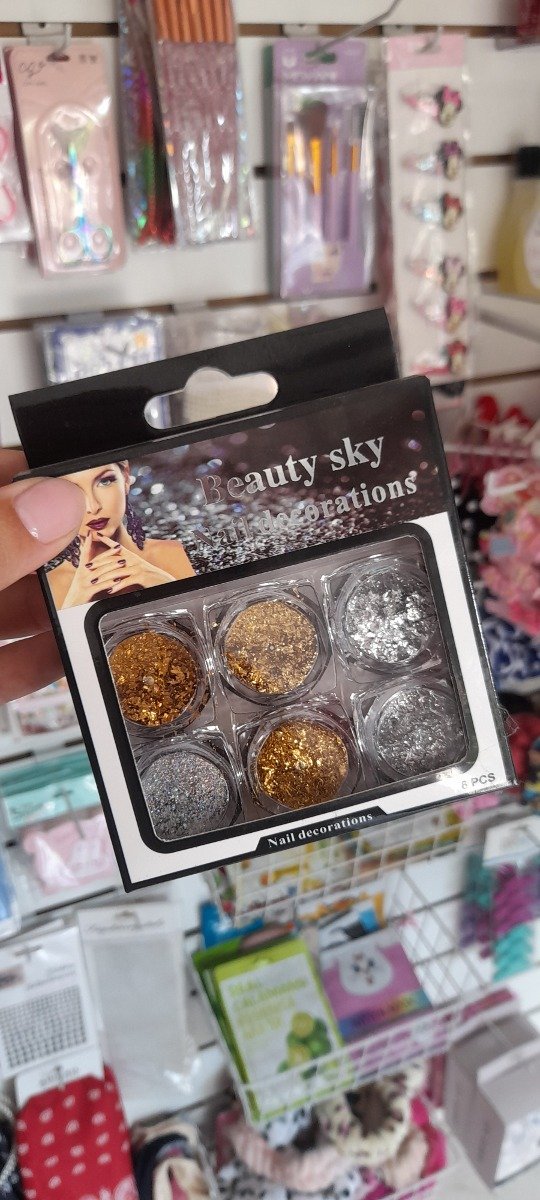 Beauty sky
Nail decorations
6 PCS
Nail decorations